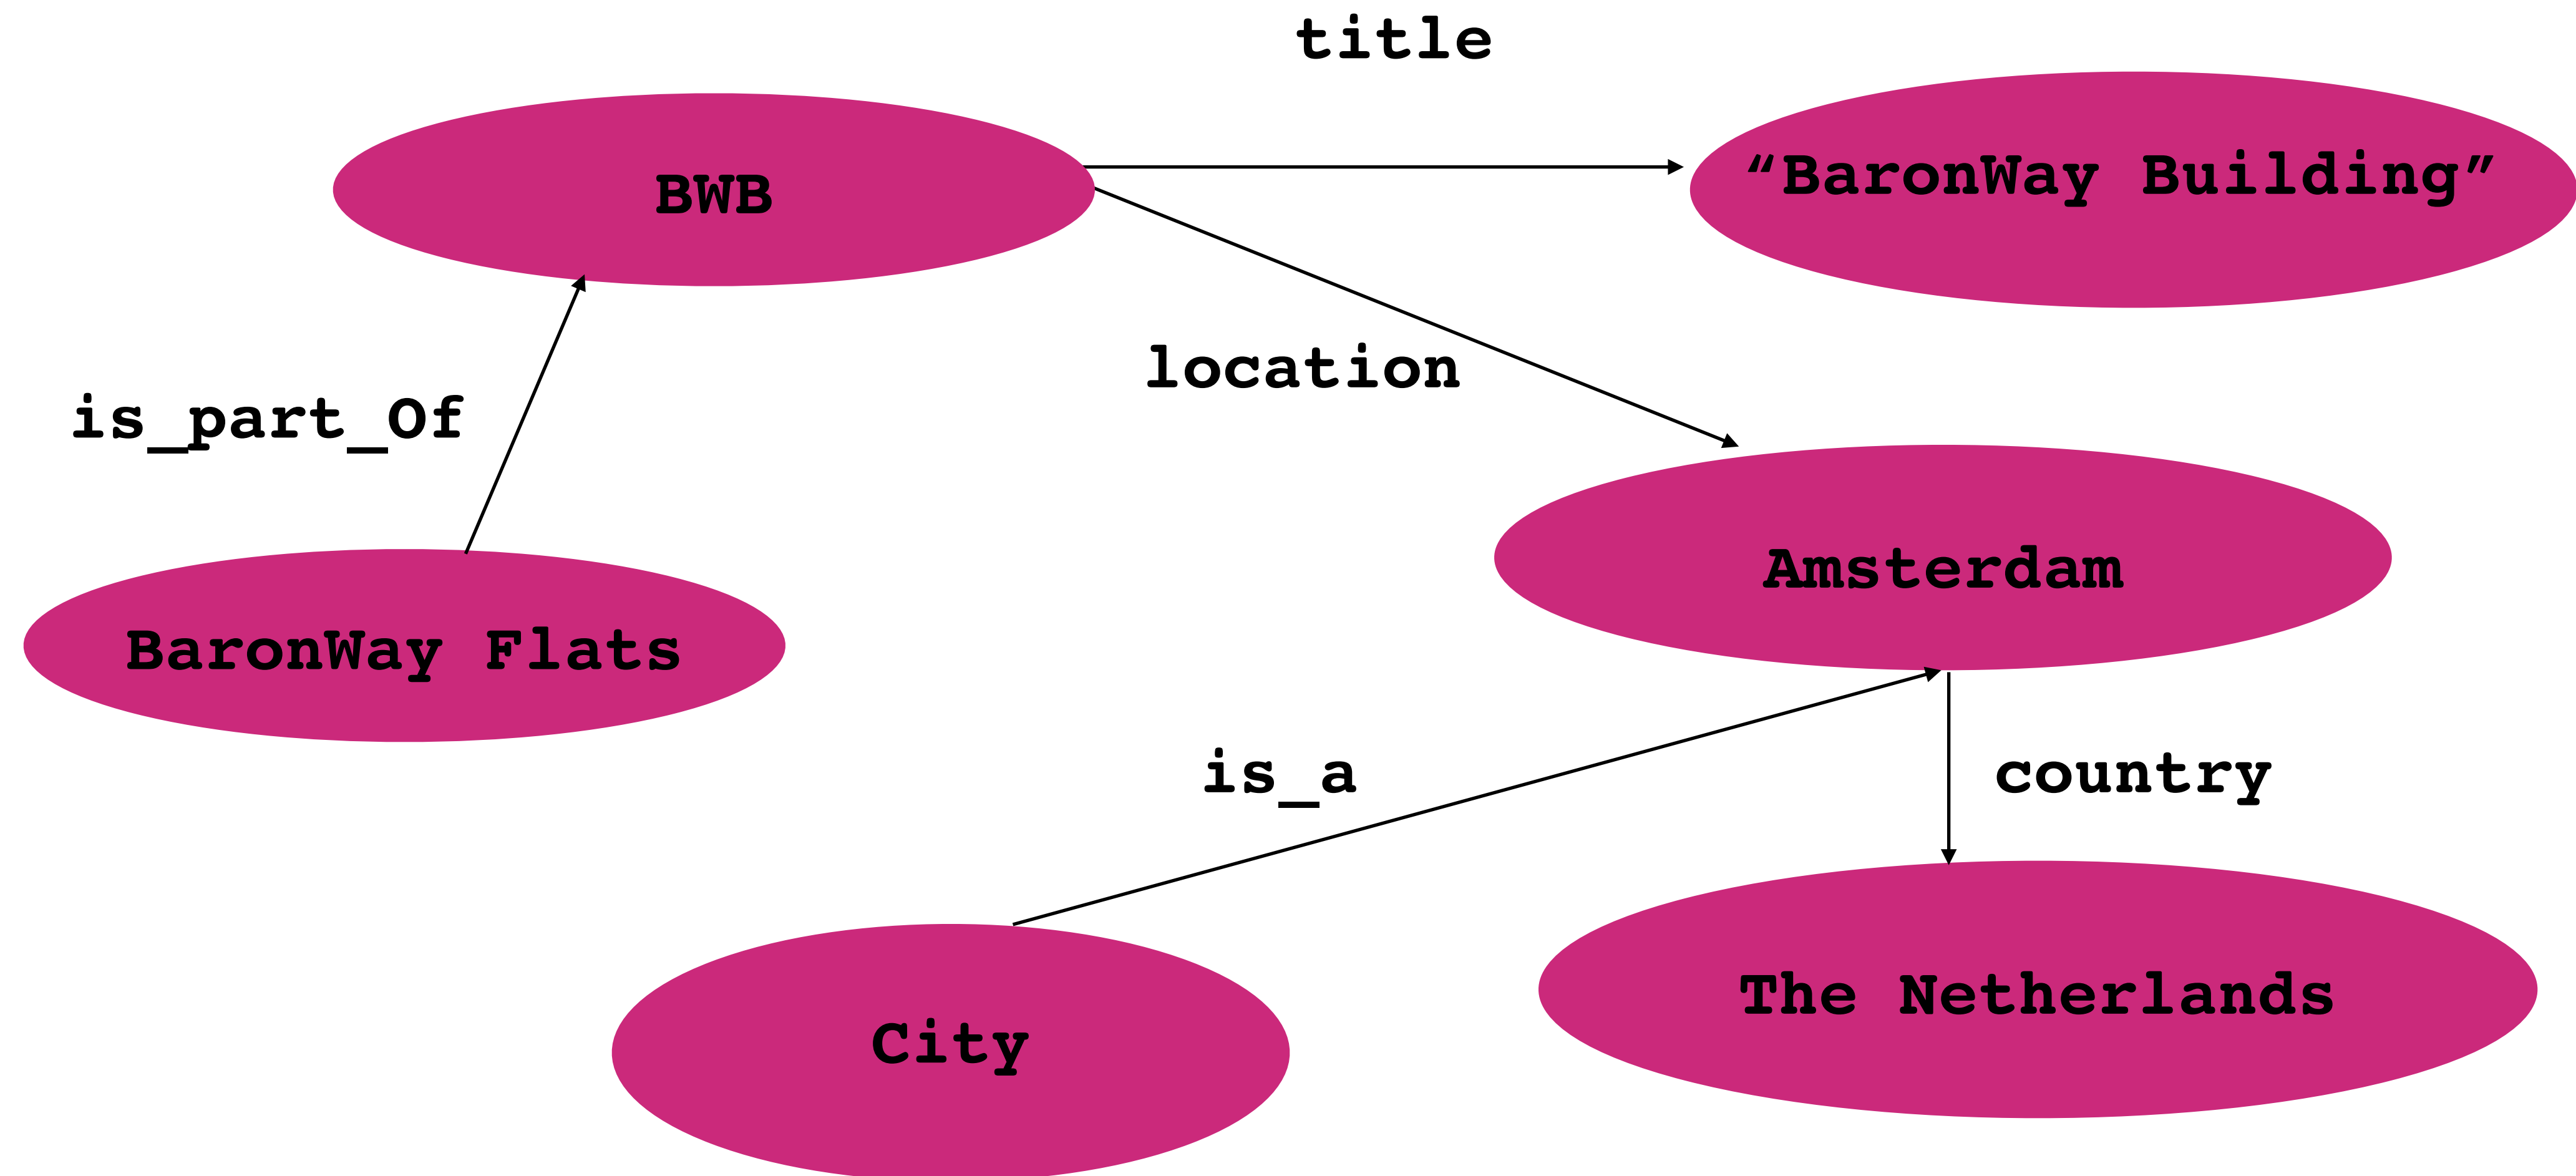 title
BWB
“BaronWay Building”
location
is_part_Of
Amsterdam
BaronWay Flats
is_a
country
The Netherlands
City